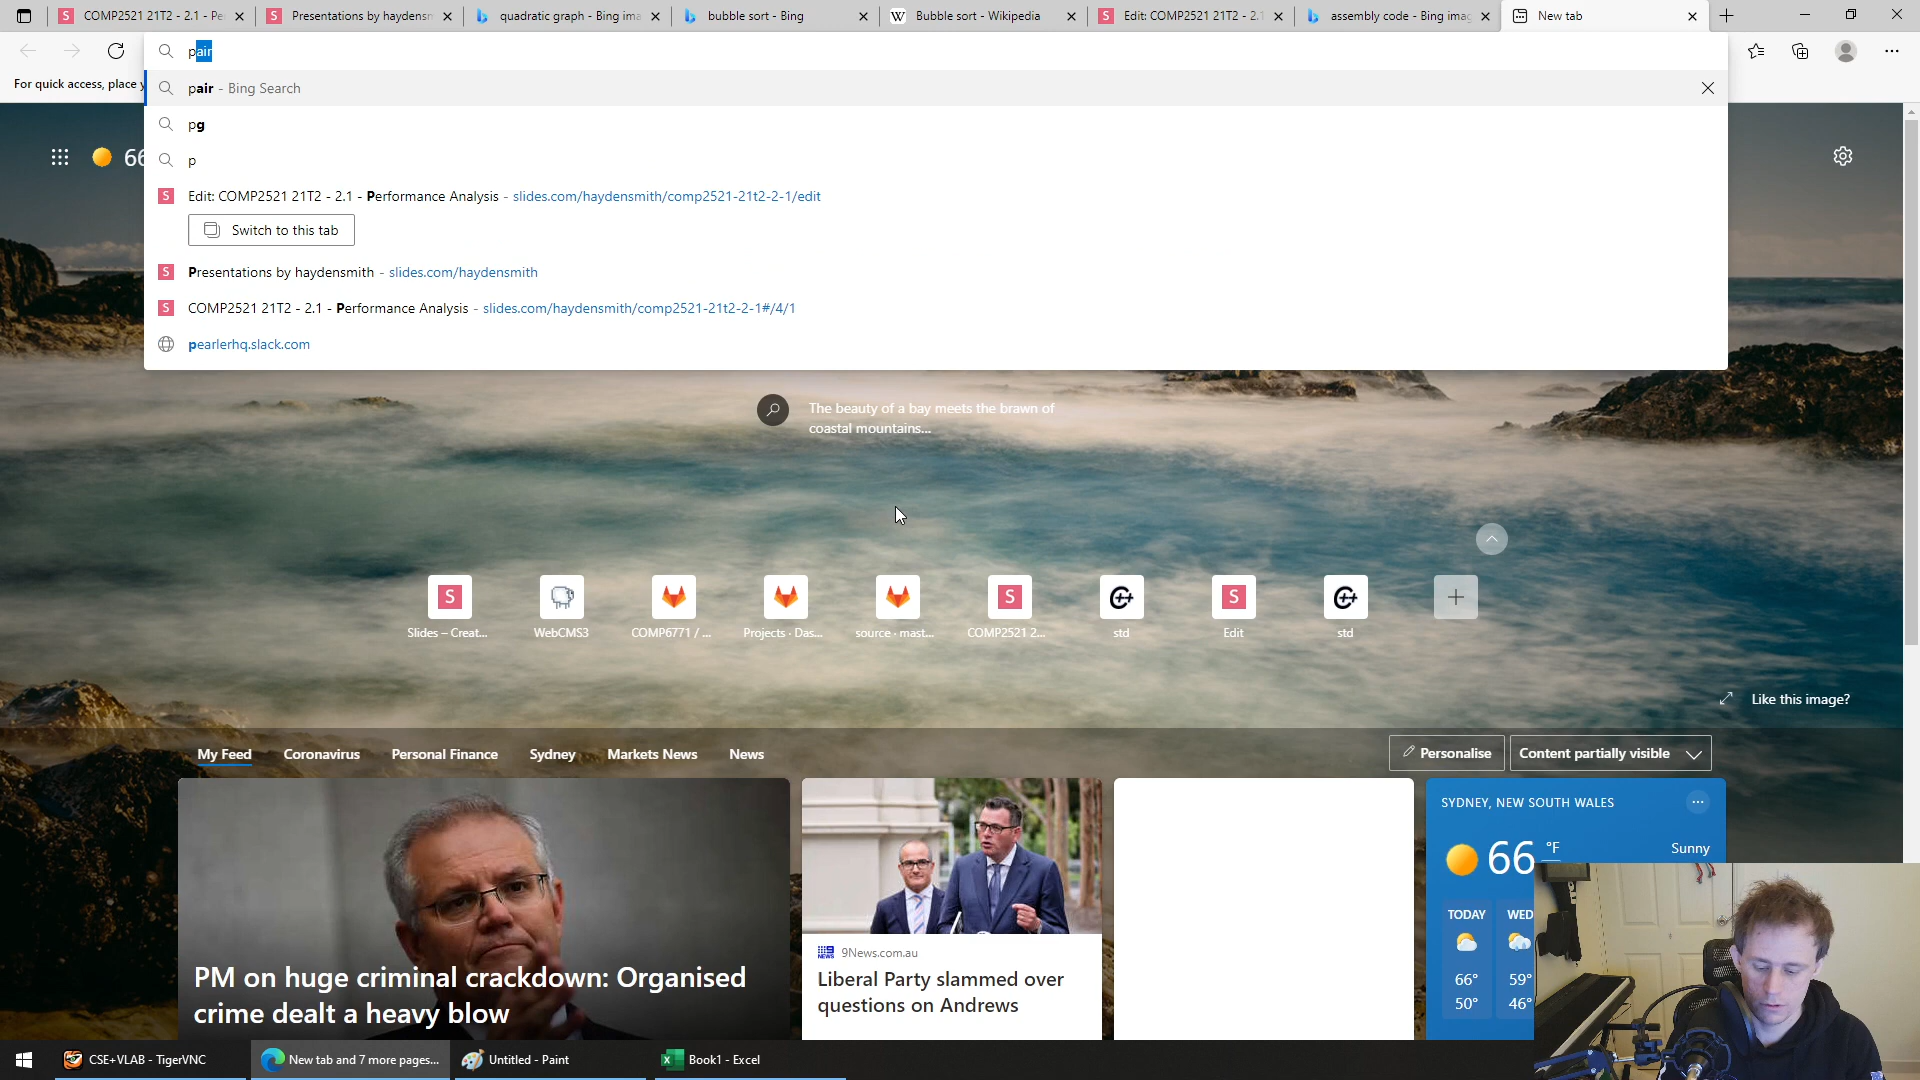 COMP2521 21T2 - 2.1 - Pe
Presentations by haydensm
quadratic graph - Bing ima
bubble sort - Bing
Bubble sort - Wikipedia
Edit: COMP2521 21T2 - 2.1
assembly code - Bing imag
New tab
pair
For quick access, place y
pair - Bing Search
pg
p
66
Edit: COMP2521 21T2 - 2.1 - Performance Analysis - slides.com/haydensmith/comp2521-21t2-2-1/edit
Switch to this tab
Presentations by haydensmith - slides.com/haydensmith
COMP2521 21T2 - 2.1 - Performance Analysis - slides.com/haydensmith/comp2521-21t2-2-1#/4/1
pearlerhq.slack.com
The beauty of a bay meets the brawn of
coastal mountains...
Slides – Creat...
WebCMS3
COMP6771 / ...
Projects · Das...
source · mast...
COMP2521 2...
std
Edit
std
Like this image?
My Feed
Coronavirus
Personal Finance
Sydney
Markets News
News
Personalise
Content partially visible
PM on huge criminal crackdown: Organised
crime dealt a heavy blow
9News.com.au
Liberal Party slammed over
questions on Andrews
SYDNEY, NEW SOUTH WALES
66 °F
Sunny
TODAY WED
66° 59°
50° 46°
CSE+VLAB - TigerVNC
New tab and 7 more pages...
Untitled - Paint
Book1 - Excel